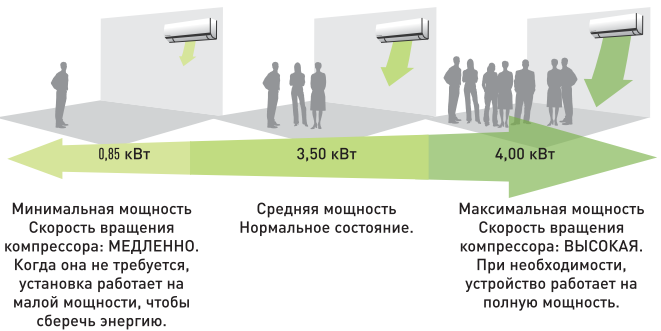 0,85 кВт
3,50 кВт
4,00 кВт
Минимальная мощность
Скорость вращения
компрессора: МЕДЛЕННО.
Когда она не требуется,
установка работает на
малой мощности, чтобы
сберечь энергию.
Средняя мощность
Нормальное состояние.
Максимальная мощность
Скорость вращения
компрессора: ВЫСОКАЯ.
При необходимости,
устройство работает на
полную мощность.